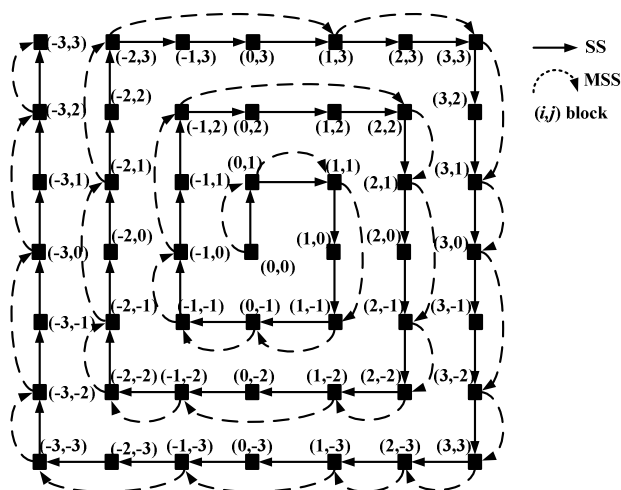 (-3,3) (-2,3) (-1,3) (0,3) (1,3) (2,3) (3,3) SS
MSS
(-3,2) (-2,2) (-1,2) (0,2) (1,2) (2,2) (3,2) (i,j) block
(-3,1) (-2,1) (-1,1) (0,1) (1,1) (2,1) (3,1)
(-3,0) (-2,0) (-1,0) (0,0) (1,0) (2,0) (3,0)
(-3,-1) (-2,-1) (-1,-1) (0,-1) (1,-1) (2,-1) (3,-1)
(-3,-2) (-2,-2) (-1,-2) (0,-2) (1,-2) (2,-2) (3,-2)
(-3,-3) (-2,-3) (-1,-3) (0,-3) (1,-3) (2,-3) (3,3)